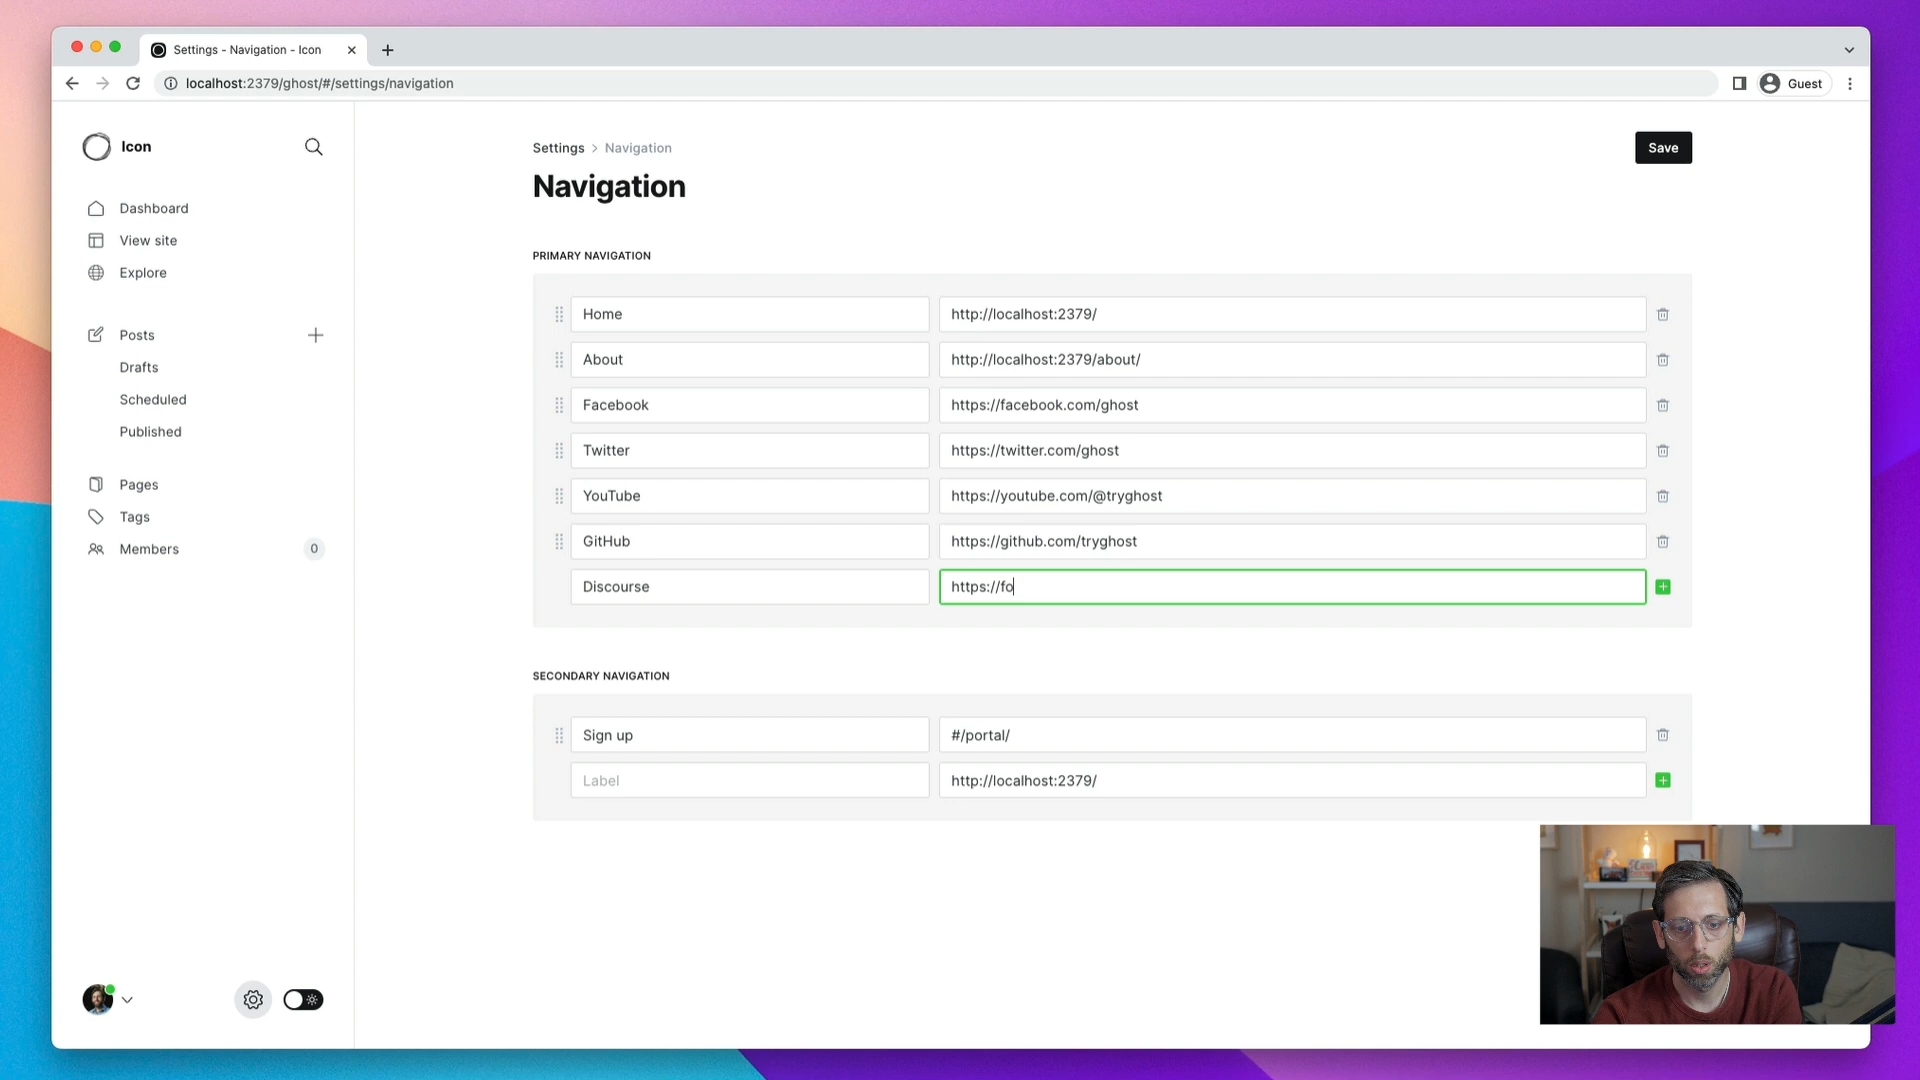 Settings - Navigation - Icon
localhost:2379/ghost/#/settings/navigation
Guest
Icon
Dashboard
View site
Explore
Posts
Drafts
Scheduled
Published
Pages
Tags
Members 0
Settings > Navigation
Save
Navigation
PRIMARY NAVIGATION
Home http://localhost:2379/
About http://localhost:2379/about/
Facebook https://facebook.com/ghost
Twitter https://twitter.com/ghost
YouTube https://youtube.com/@tryghost
GitHub https://github.com/tryghost
Discourse https://fo
SECONDARY NAVIGATION
Sign up #/portal/
Label http://localhost:2379/